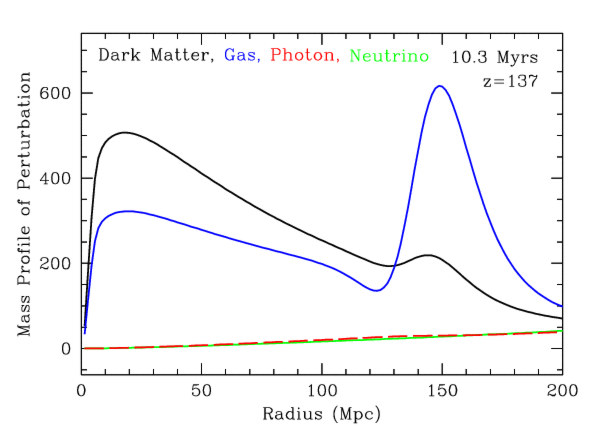 Dark Matter, Gas, Photon, Neutrino 10.3 Myrs
z=137
Mass Profile of Perturbation
600
400
200
0
0 50 100 150 200
Radius (Mpc)